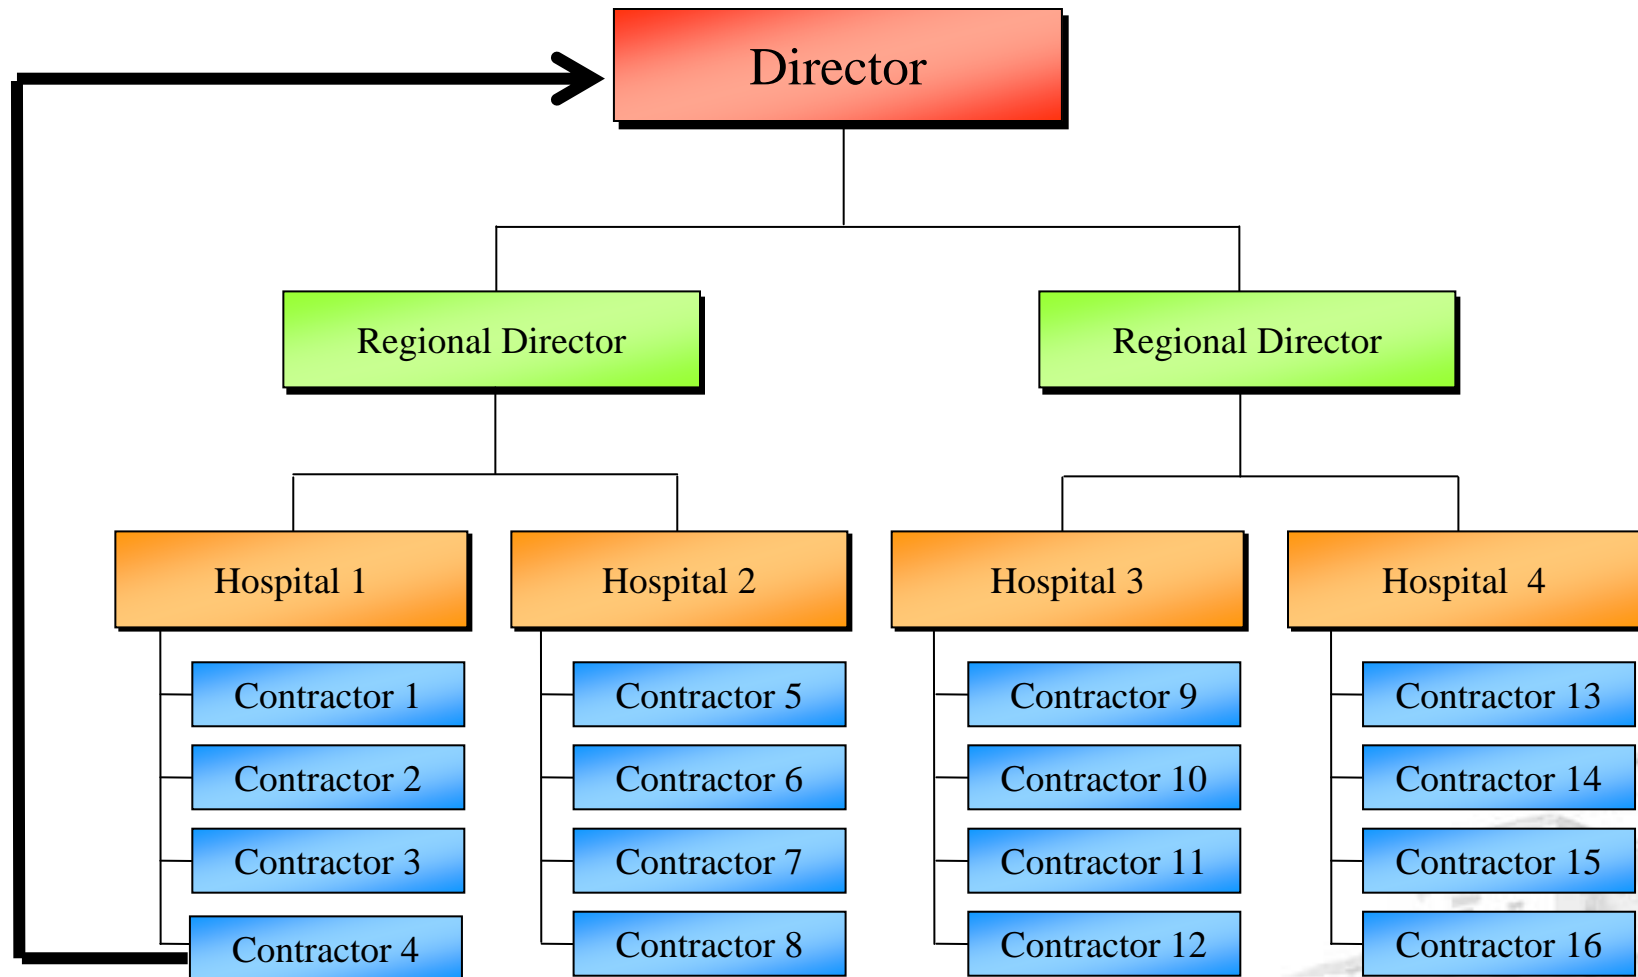 Director
Regional Director
Regional Director
Hospital 1
Hospital 2
Hospital 3
Hospital  4
Contractor 1
Contractor 5
Contractor 9
Contractor 13
Contractor 2
Contractor 6
Contractor 10
Contractor 14
Contractor 3
Contractor 7
Contractor 11
Contractor 15
Contractor 4
Contractor 8
Contractor 12
Contractor 16